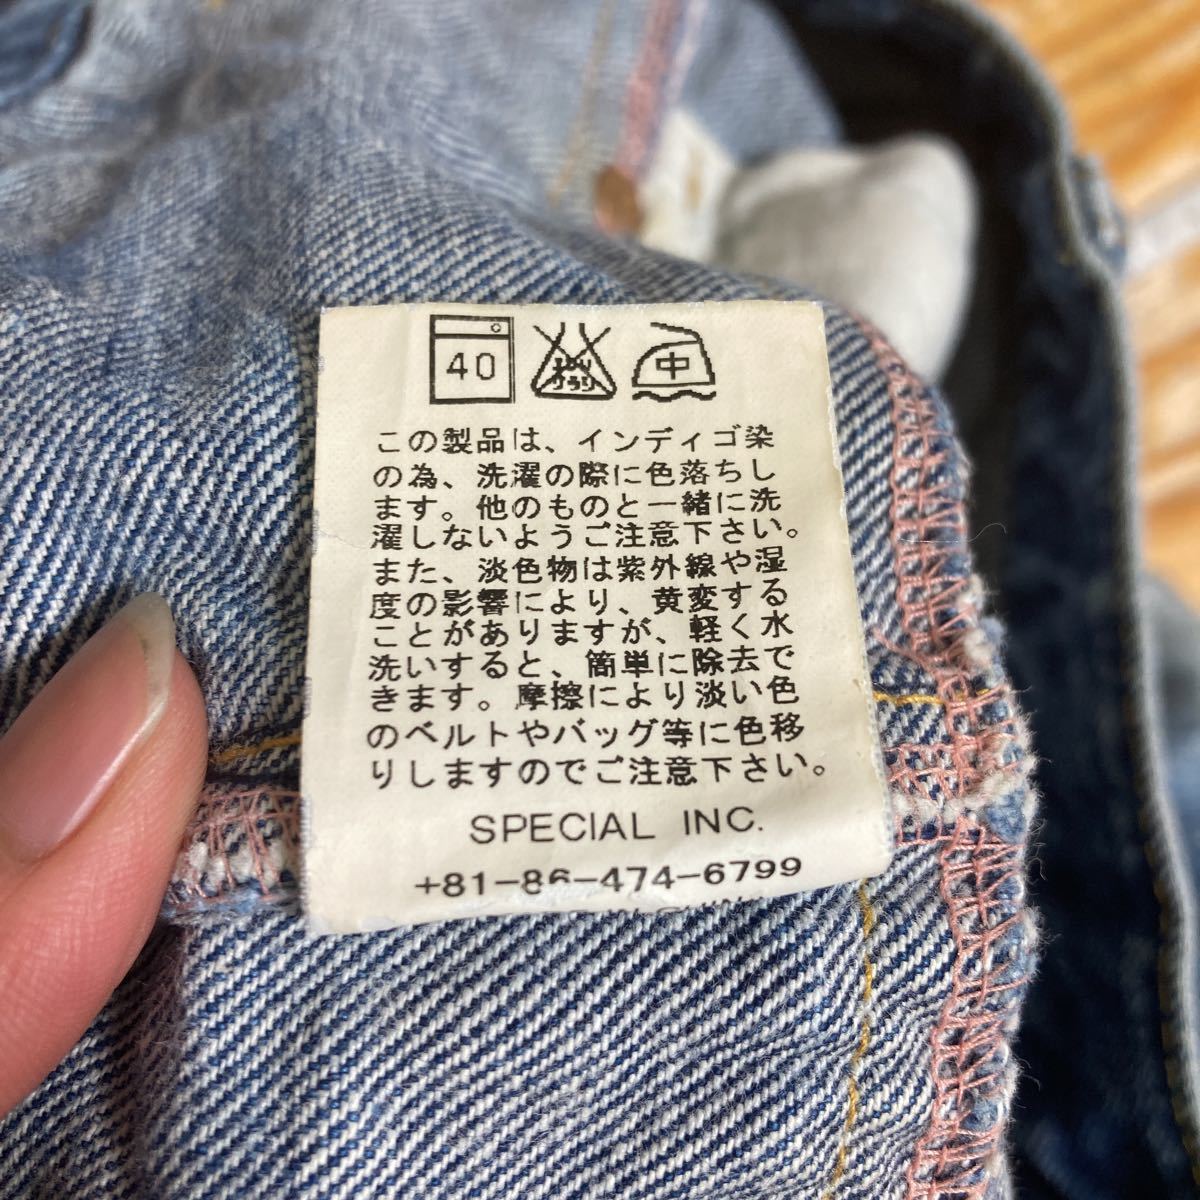 40
中
この製品は、インディゴ染
の為、洗濯の際に色落ちし
ます。他のものと一緒に洗
濯しないようご注意下さい。
また、淡色物は紫外線や湿
度の影響により、黄変する
ことがありますが、軽く水
洗いすると、簡単に除去で
きます。摩擦により淡い色
のベルトやバッグ等に色移
りしますのでご注意下さい。
SPECIAL INC.
+81-86-474-6799